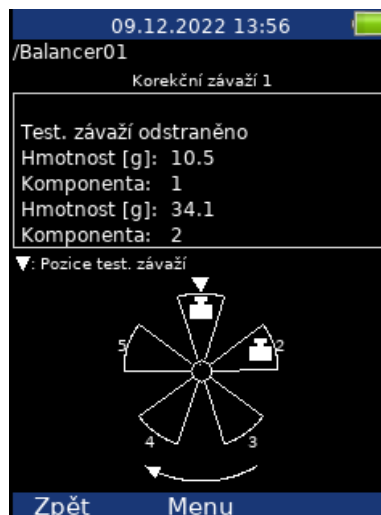 09.12.2022 13:56
/Balancer01
Korekční závaží 1
Test. závaží odstraněno
Hmotnost [g]: 10.5
Komponenta: 1
Hmotnost [g]: 34.1
Komponenta: 2
▼: Pozice test. závaží
5
2
4
3
Zpět Menu